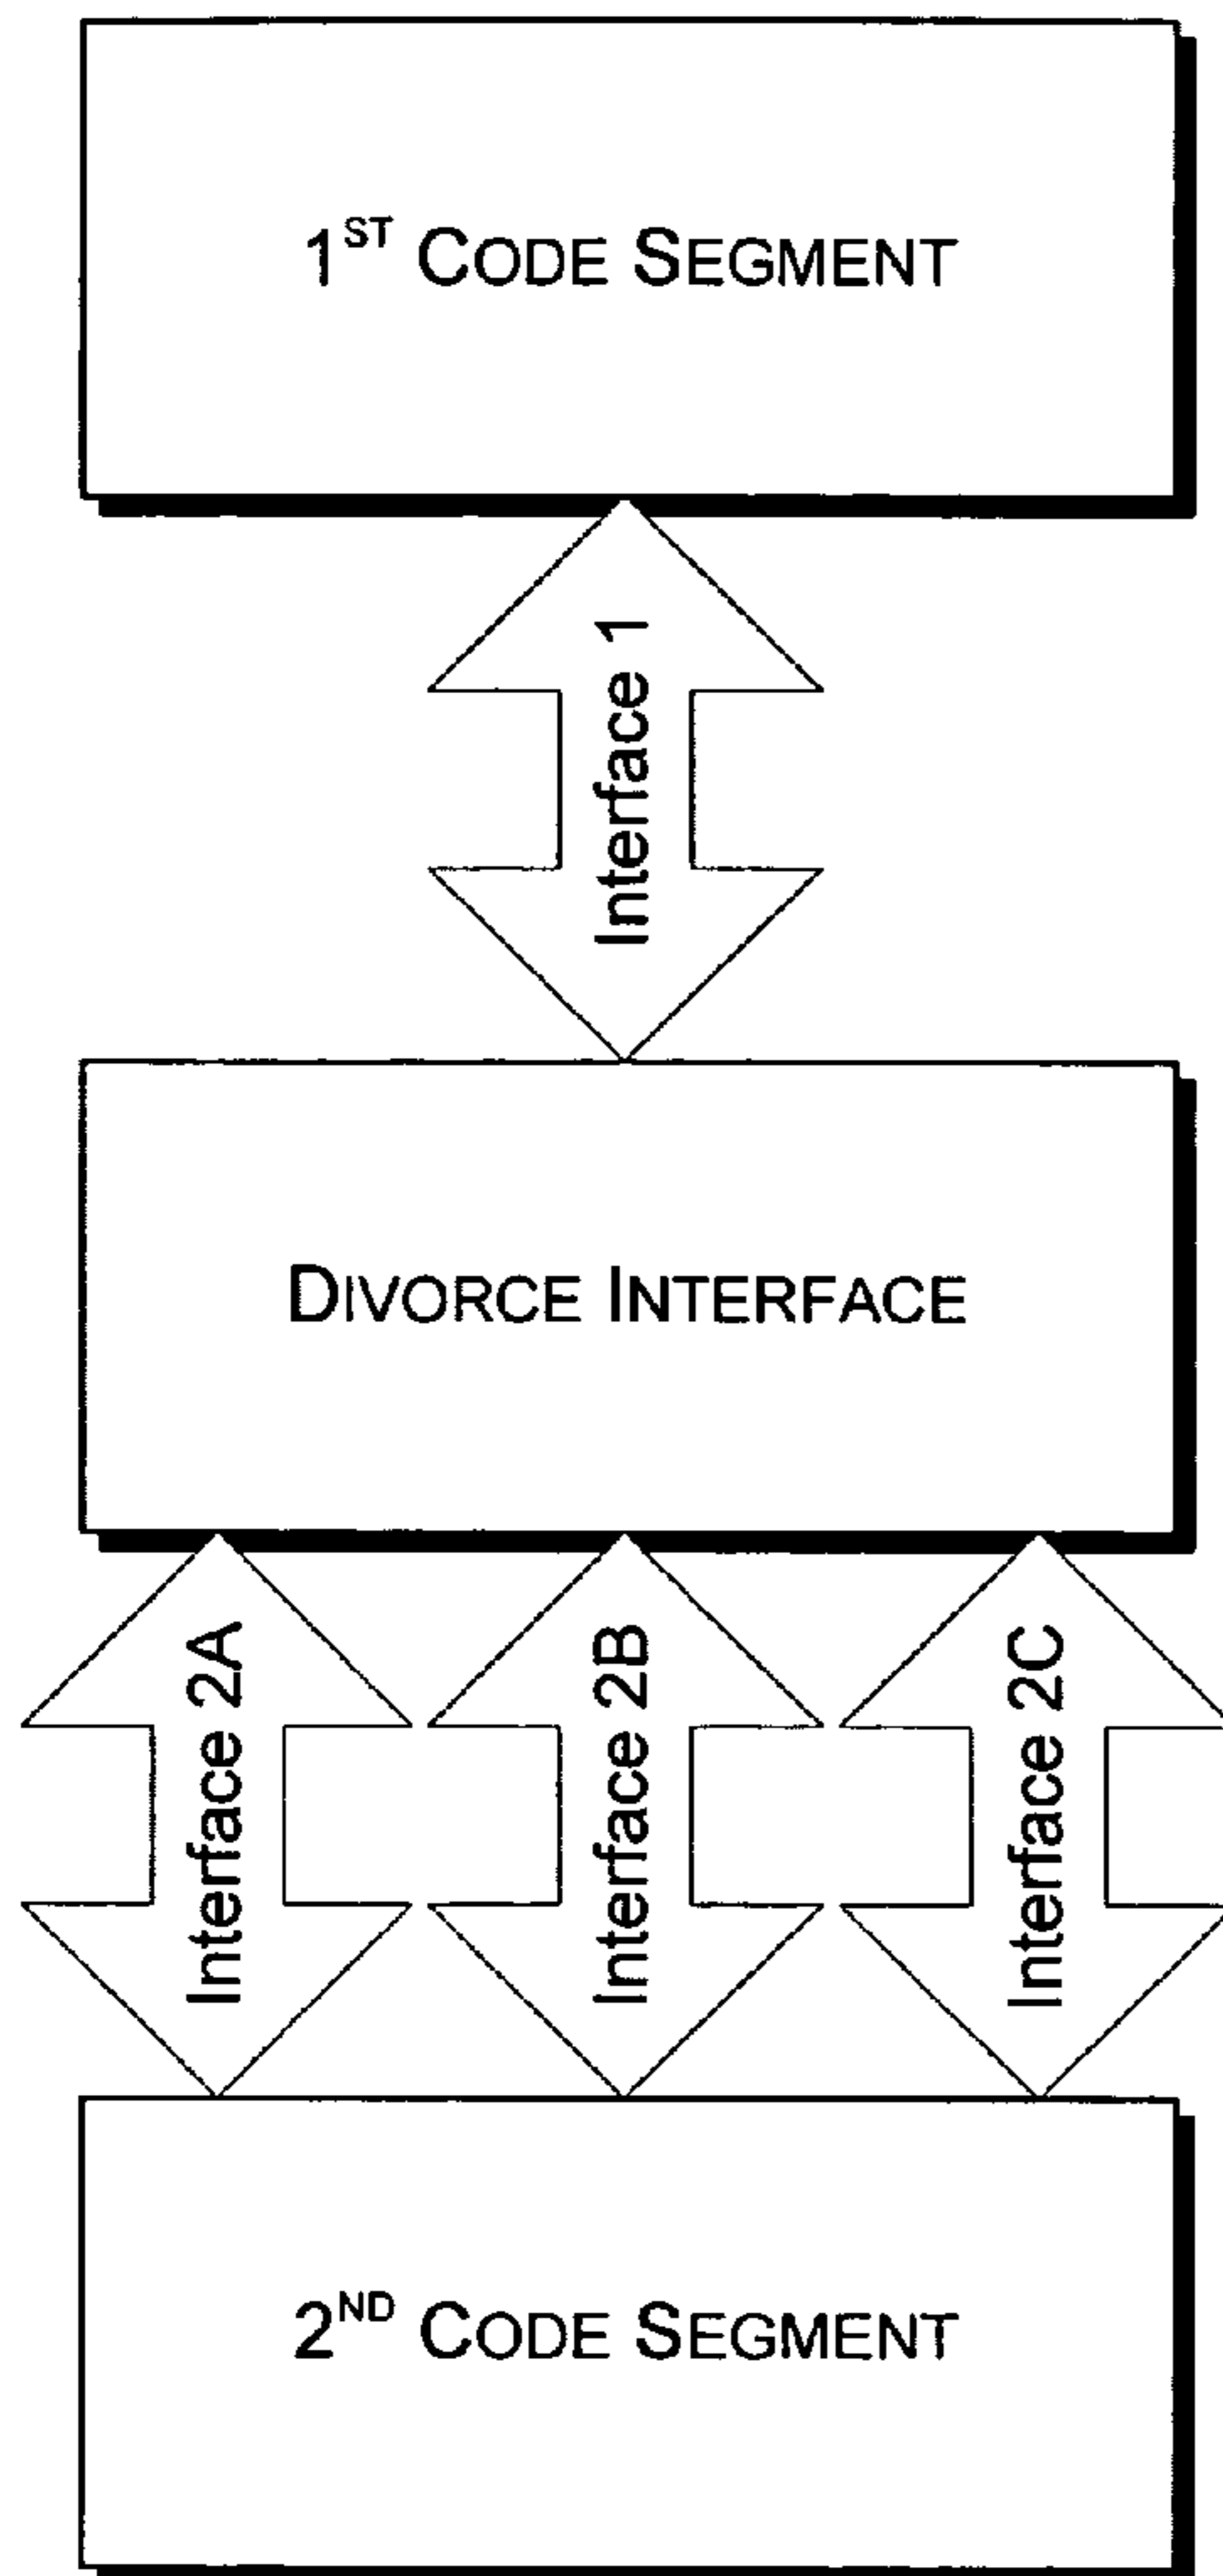 1ST CODE SEGMENT
Interface 1
DIVORCE INTERFACE
Interface 2A
Interface 2B
Interface 2C
2ND CODE SEGMENT